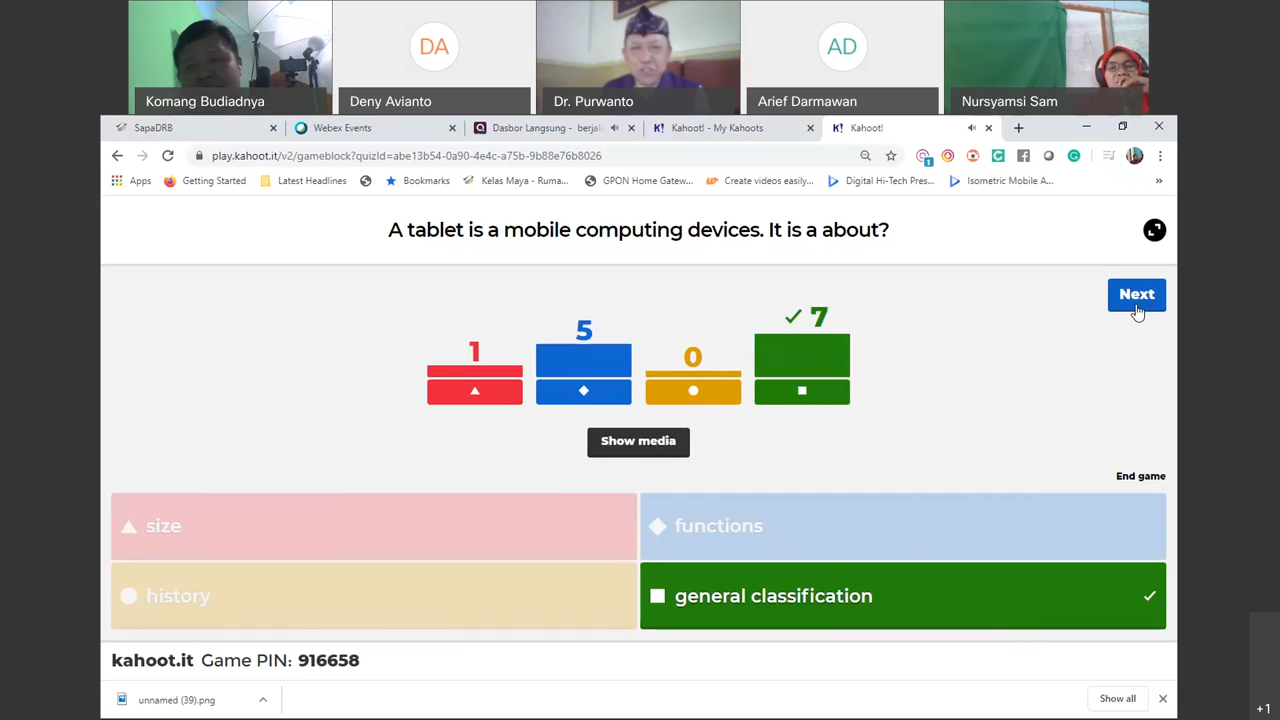 DA
AD
Komang Budiadnya
Deny Avianto
Dr. Purwanto
Arief Darmawan
Nursyamsi Sam
SapaDRB
Webex Events
Dasbor Langsung - berja
Kahoot! - My Kahoots
Kahoot!
play.kahoot.it/v2/gameblock?quizId=abe13b54-0a90-4e4c-a75b-9b88e76b8026
Apps
Getting Started
Latest Headlines
Bookmarks
Kelas Maya - Ruma...
GPON Home Gatew...
Create videos easily...
Digital Hi-Tech Pres...
Isometric Mobile A...
A tablet is a mobile computing devices. It is a about?
Next
1
5
0
7
Show media
End game
size
functions
history
general classification
kahoot.it Game PIN: 916658
unnamed (39).png
Show all
+1